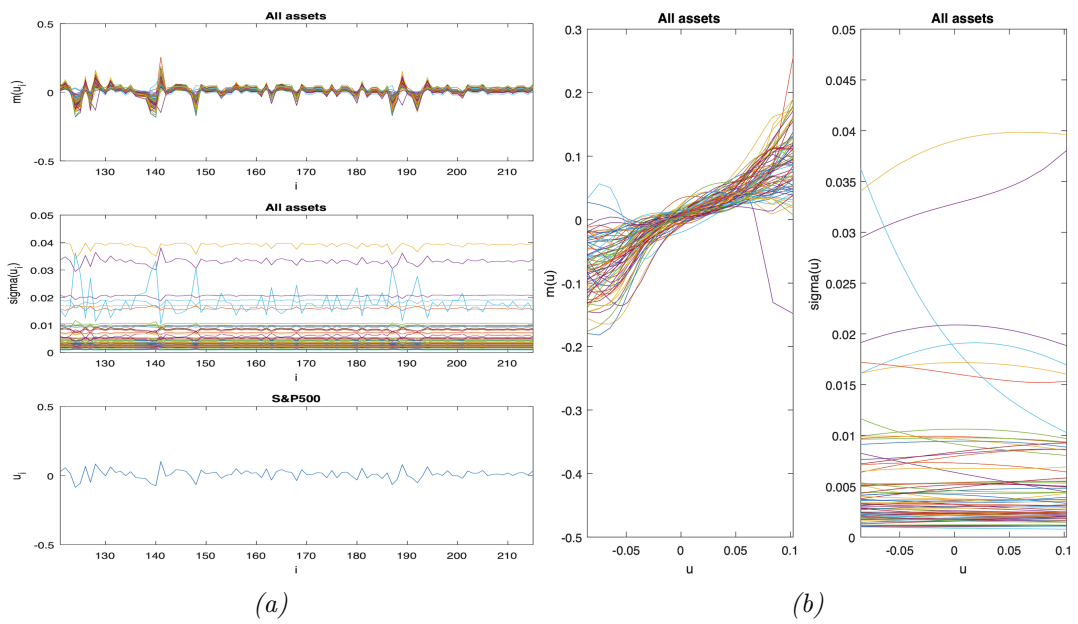 All assets
0.5
0
-0.5
m(u_i)
130 140 150 160 170 180 190 200 210
i
All assets
0.05
0.04
0.03
0.02
0.01
0
sigma(u_i)
130 140 150 160 170 180 190 200 210
i
S&P500
0.5
0
-0.5
u_i
130 140 150 160 170 180 190 200 210
i
(a)
All assets
0.3
0.2
0.1
0
-0.1
-0.2
-0.3
-0.4
-0.5
m(u)
-0.05 0 0.05 0.1
u
All assets
0.05
0.045
0.04
0.035
0.03
0.025
0.02
0.015
0.01
0.005
0
sigma(u)
-0.05 0 0.05 0.1
u
(b)